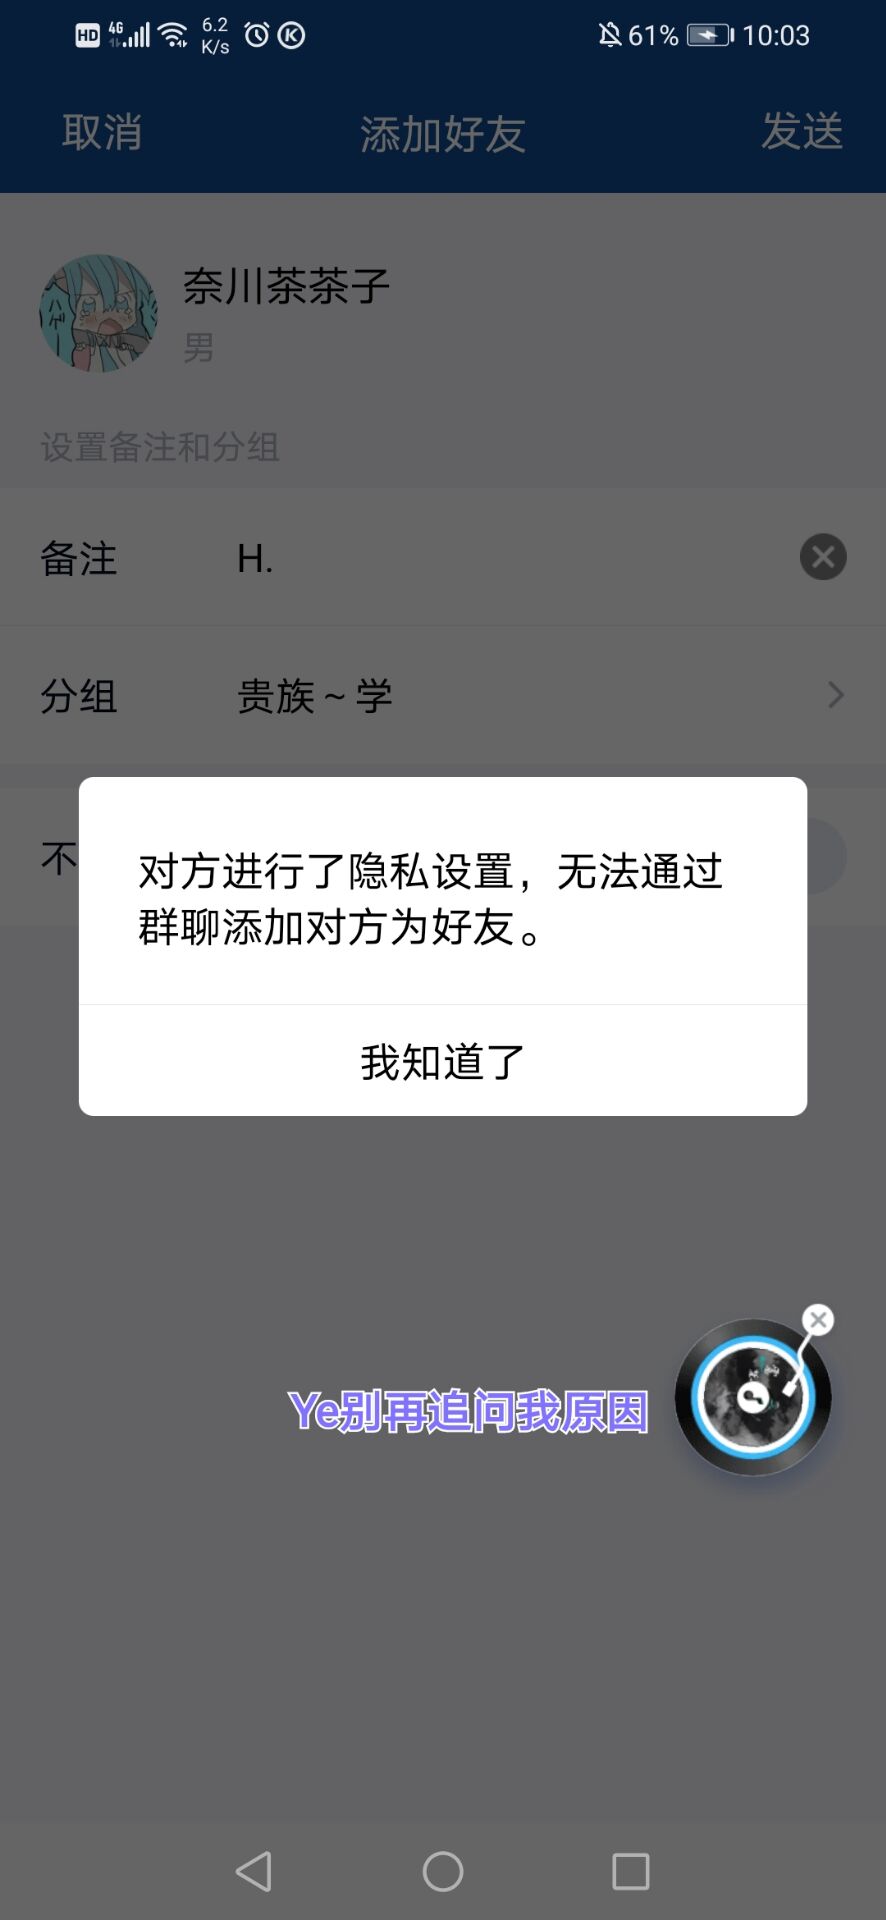 HD 4G 6.2 K/s K 61% 10:03
取消 添加好友 发送
奈川茶茶子
男
设置备注和分组
备注 H.
分组 贵族~学
不
对方进行了隐私设置，无法通过
群聊添加对方为好友。
我知道了
Ye别再追问我原因